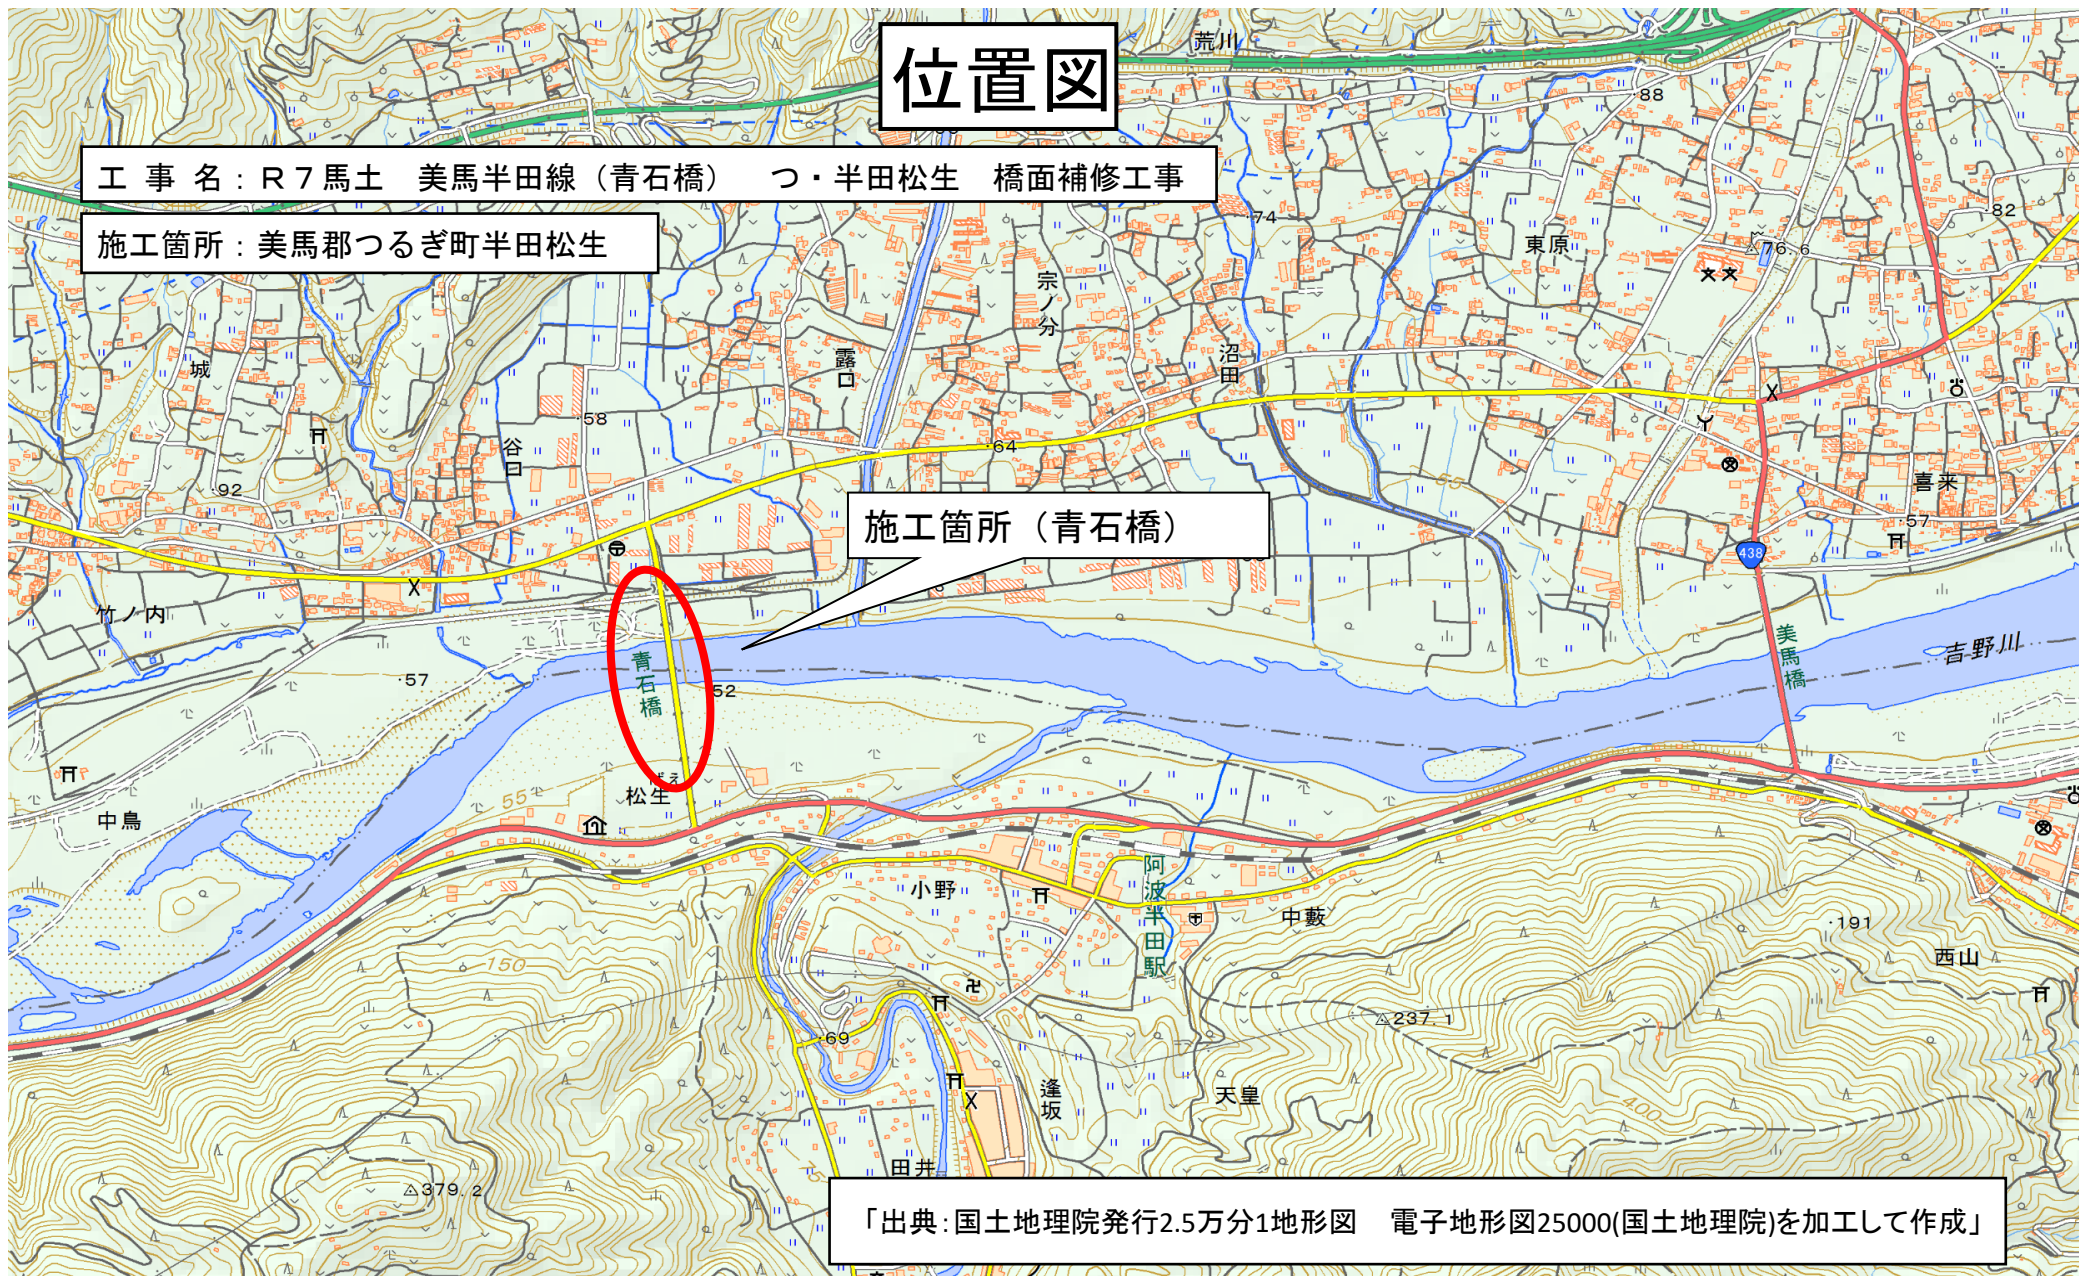 位置図
荒川
88
工 事 名：Ｒ７馬土　美馬半田線（青石橋）　つ・半田松生　橋面補修工事
施工箇所：美馬郡つるぎ町半田松生
74
82
東原
76.6
宗ノ分
露口
沼田
城
58
谷口
64
92
喜来
57
施工箇所（青石橋）
438
竹ノ内
美馬橋
吉野川
青石橋
57
52
松生
55
中鳥
阿波半田駅
小野
中藪
191
西山
150
237.1
69
逢坂
天皇
400
田井
379.2
「出典：国土地理院発行2.5万分1地形図　電子地形図25000(国土地理院)を加工して作成」